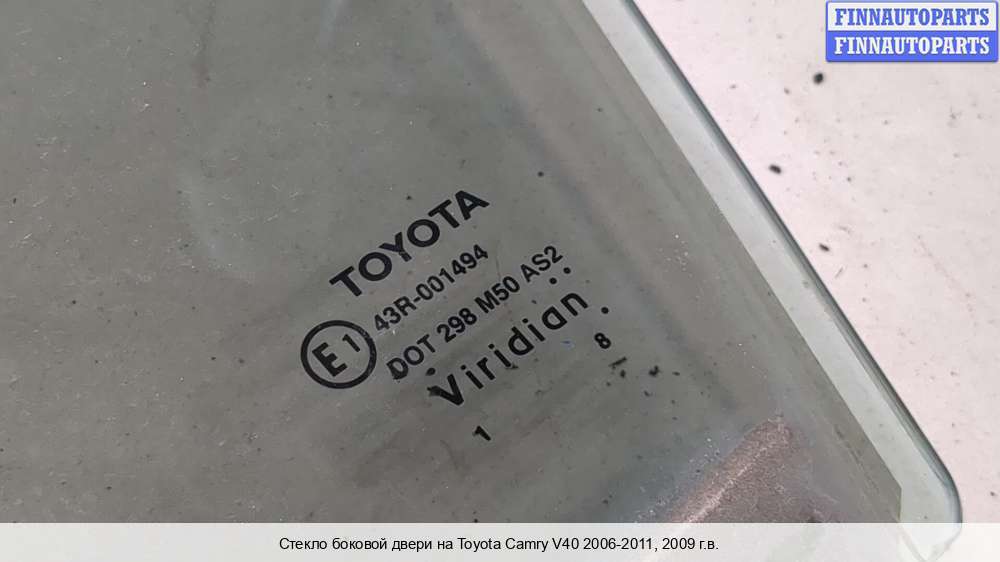 FINNAUTOPARTS
FINNAUTOPARTS
TOYOTA
E1 43R-001494
DOT 298 M50 AS2
Viridian
1 8
Стекло боковой двери на Toyota Camry V40 2006-2011, 2009 г.в.